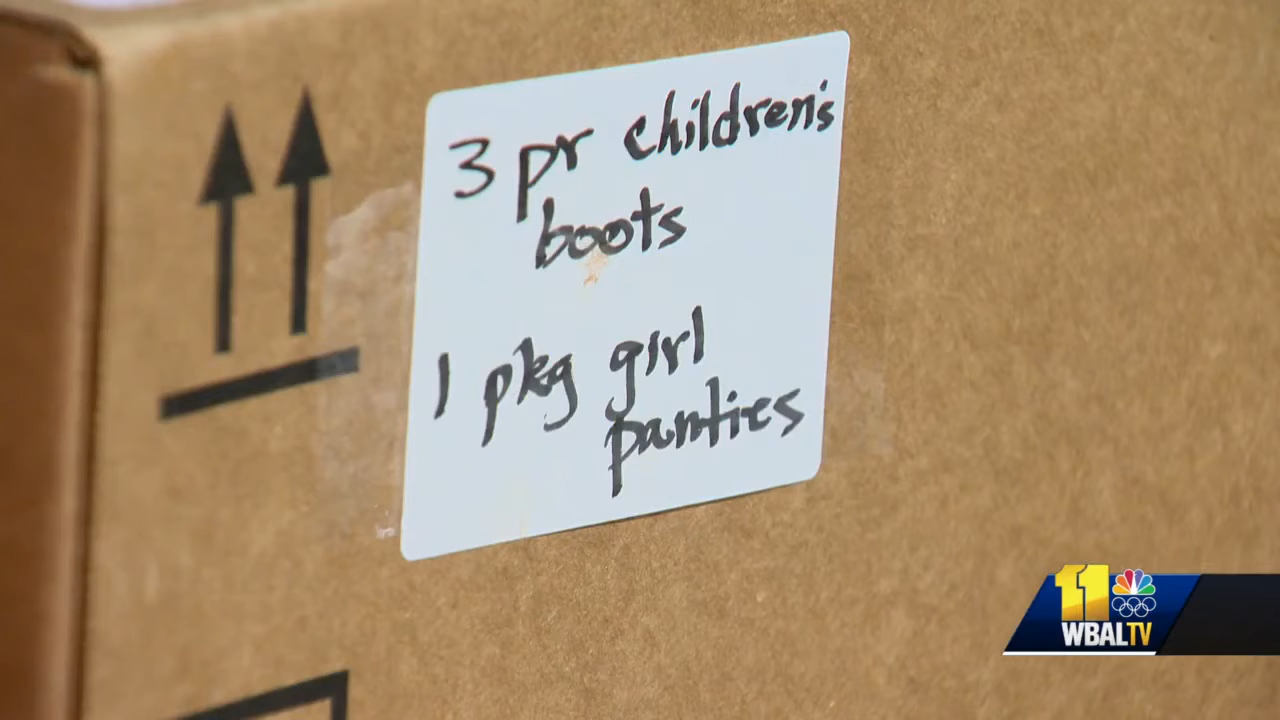 3 pr children's
boots
1 pkg girl
panties
11
WBALTV